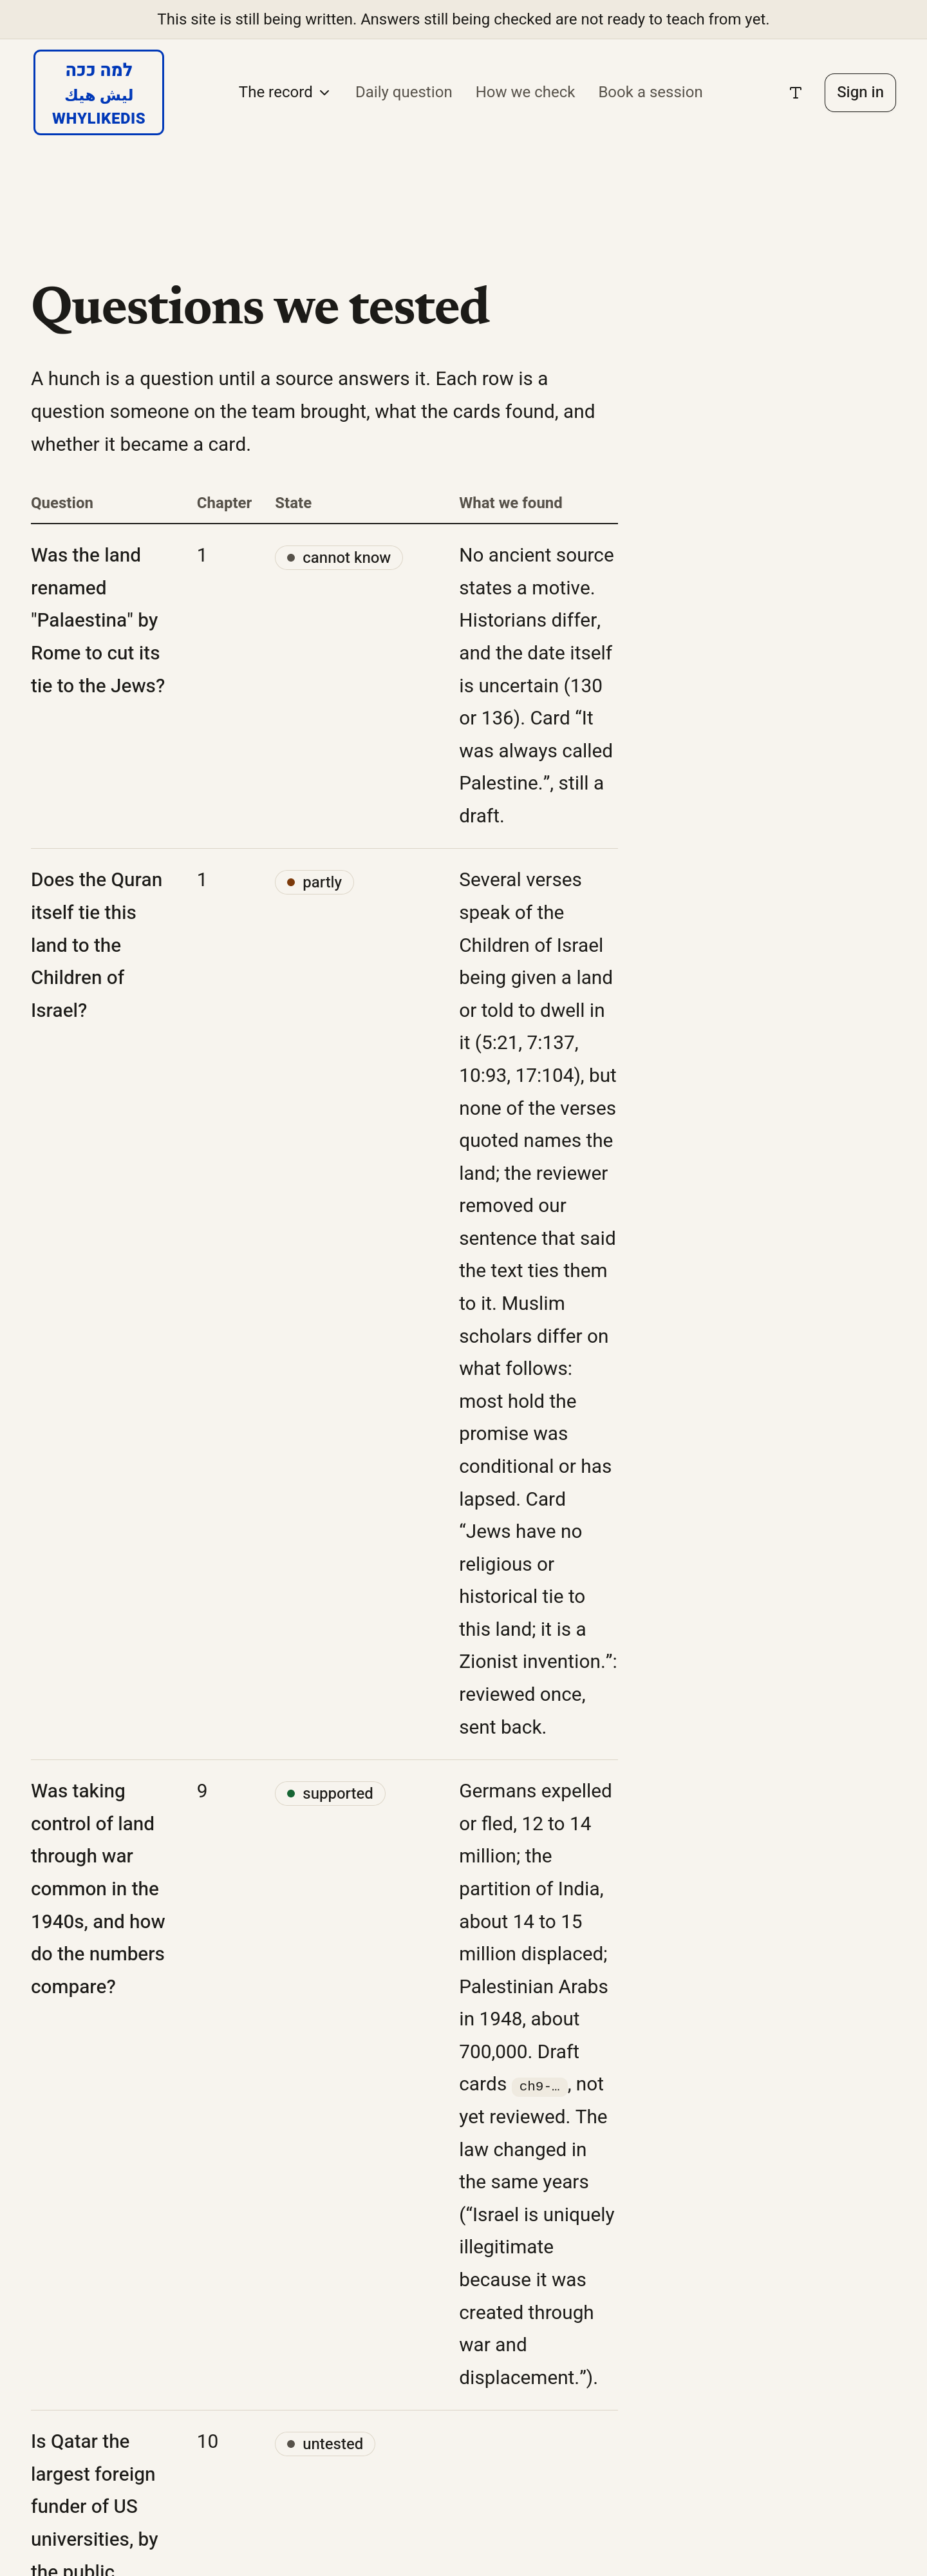 This site is still being written. Answers still being checked are not ready to teach from yet.
למה ככה
ليش هيك
WHYLIKEDIS
The record
Daily question
How we check
Book a session
Sign in
Questions we tested
A hunch is a question until a source answers it. Each row is a
question someone on the team brought, what the cards found, and
whether it became a card.
Question
Chapter
State
What we found
Was the land
renamed
"Palaestina" by
Rome to cut its
tie to the Jews?
1
cannot know
No ancient source
states a motive.
Historians differ,
and the date itself
is uncertain (130
or 136). Card “It
was always called
Palestine.”, still a
draft.
Does the Quran
itself tie this
land to the
Children of
Israel?
1
partly
Several verses
speak of the
Children of Israel
being given a land
or told to dwell in
it (5:21, 7:137,
10:93, 17:104), but
none of the verses
quoted names the
land; the reviewer
removed our
sentence that said
the text ties them
to it. Muslim
scholars differ on
what follows:
most hold the
promise was
conditional or has
lapsed. Card
“Jews have no
religious or
historical tie to
this land; it is a
Zionist invention.”:
reviewed once,
sent back.
Was taking
control of land
through war
common in the
1940s, and how
do the numbers
compare?
9
supported
Germans expelled
or fled, 12 to 14
million; the
partition of India,
about 14 to 15
million displaced;
Palestinian Arabs
in 1948, about
700,000. Draft
cards ch9-… , not
yet reviewed. The
law changed in
the same years
(“Israel is uniquely
illegitimate
because it was
created through
war and
displacement.”).
Is Qatar the
largest foreign
funder of US
universities, by
the public
10
untested